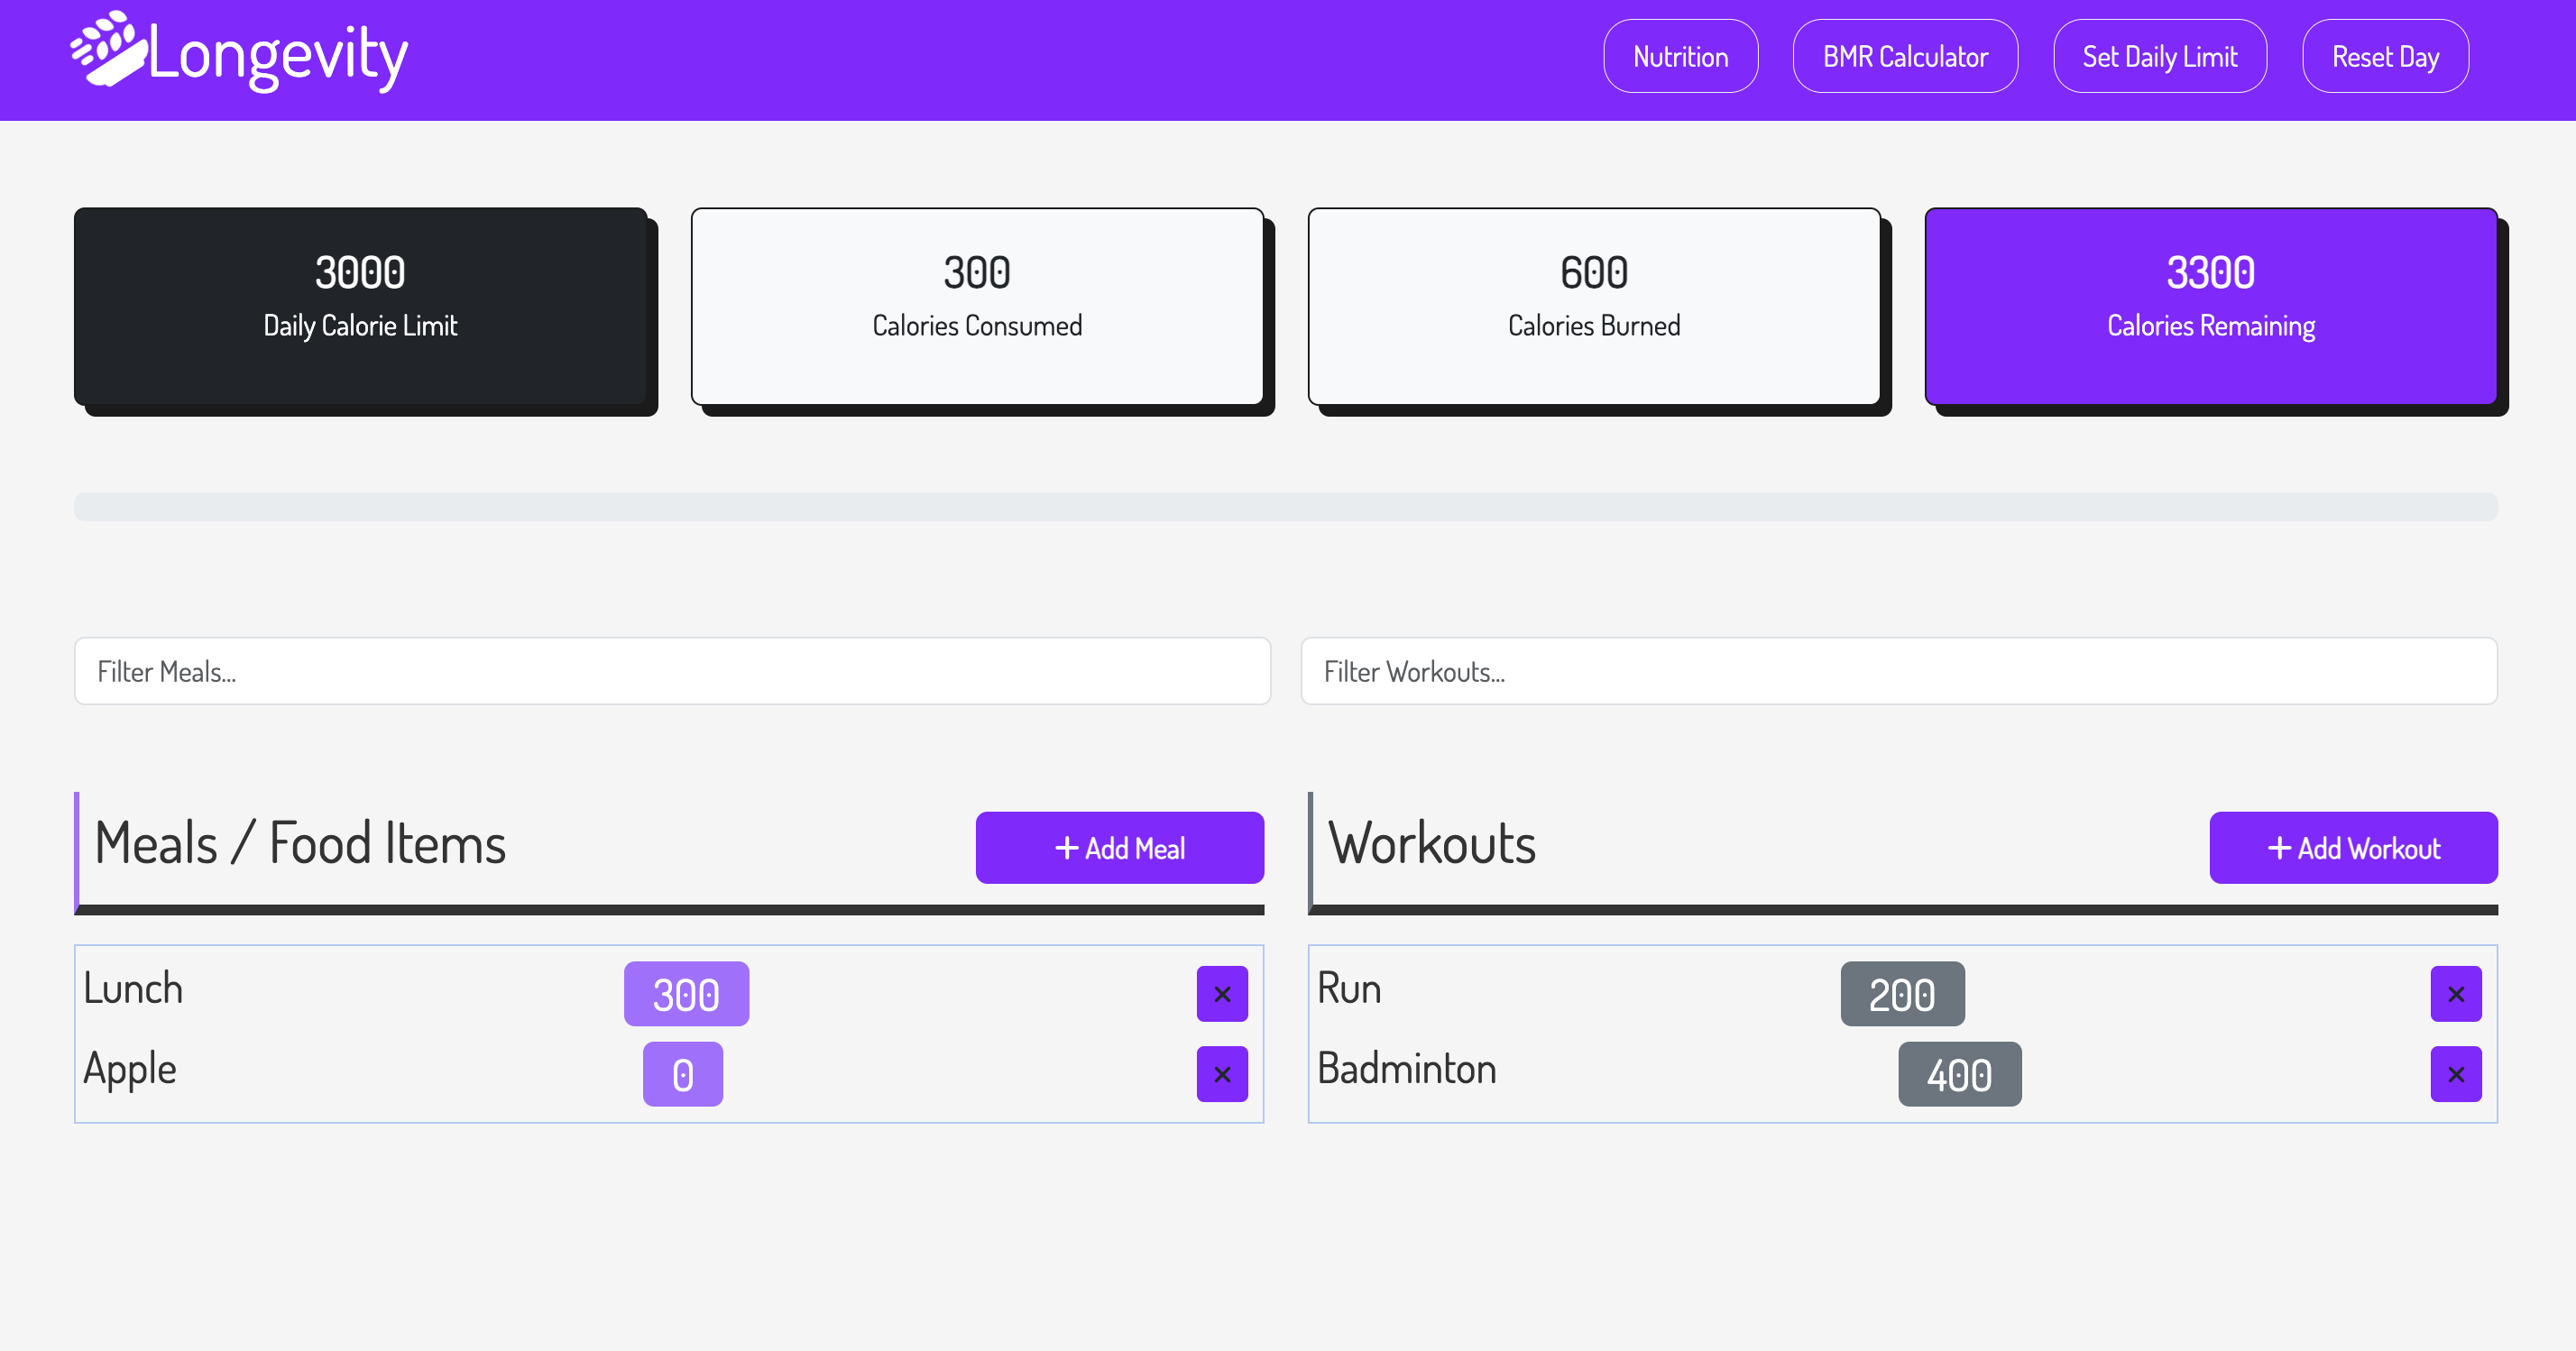 Longevity
Nutrition
BMR Calculator
Set Daily Limit
Reset Day
3000
Daily Calorie Limit
300
Calories Consumed
600
Calories Burned
3300
Calories Remaining
Filter Meals...
Filter Workouts...
Meals / Food Items
+ Add Meal
Lunch
300
Apple
0
Workouts
+ Add Workout
Run
200
Badminton
400